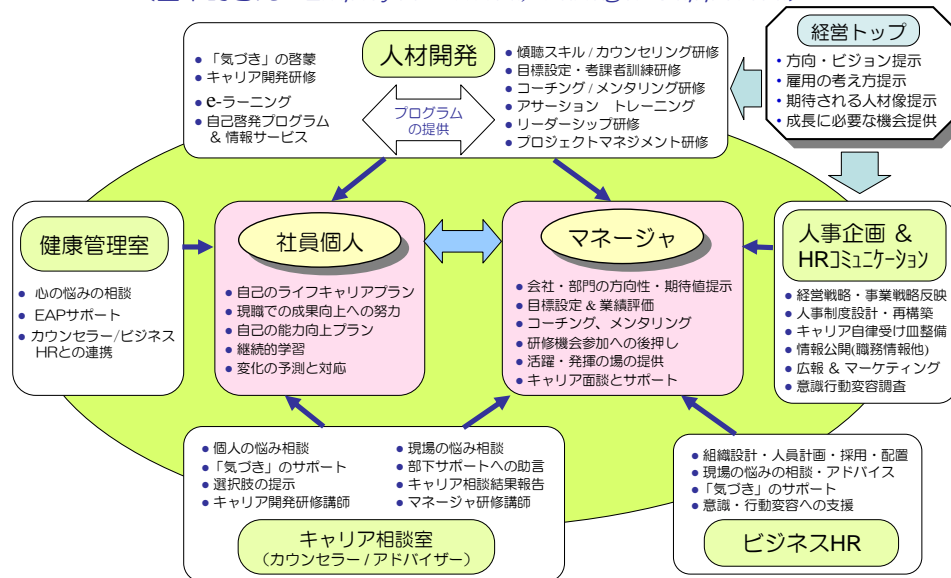 人材開発
・「気づき」の啓蒙
・キャリア開発研修
・e-ラーニング
・自己啓発プログラム
& 情報サービス
プログラム
の提供
・傾聴スキル / カウンセリング研修
・目標設定・考課者訓練研修
・コーチング / メンタリング研修
・アサーション トレーニング
・リーダーシップ研修
・プロジェクトマネジメント研修
経営トップ
・方向・ビジョン提示
・雇用の考え方提示
・期待される人材像提示
・成長に必要な機会提供
健康管理室
・心の悩みの相談
・EAPサポート
・カウンセラー/ビジネス
HRとの連携
社員個人
・自己のライフキャリアプラン
・現職での成果向上への努力
・自己の能力向上プラン
・継続的学習
・変化の予測と対応
マネージャ
・会社・部門の方向性・期待値提示
・目標設定 & 業績評価
・コーチング、メンタリング
・研修機会参加への後押し
・活躍・発揮の場の提供
・キャリア面談とサポート
人事企画 &
HRコミュニケーション
・経営戦略・事業戦略反映
・人事制度設計・再構築
・キャリア自律受け皿整備
・情報公開(職務情報他)
・広報 & マーケティング
・意識行動変容調査
・個人の悩み相談
・「気づき」のサポート
・選択肢の提示
・キャリア開発研修講師
・現場の悩み相談
・部下サポートへの助言
・キャリア相談結果報告
・マネージャ研修講師
キャリア相談室
（カウンセラー / アドバイザー）
・組織設計・人員計画・採用・配置
・現場の悩みの相談・アドバイス
・「気づき」のサポート
・意識・行動変容への支援
ビジネスHR